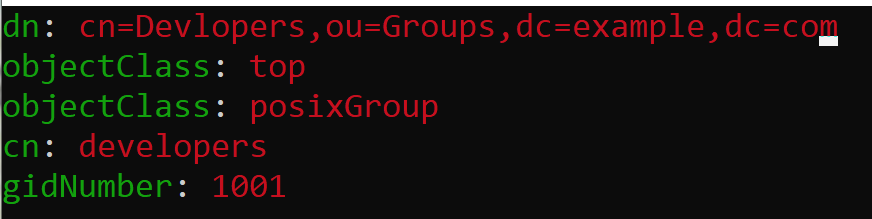 dn: cn=Devlopers,ou=Groups,dc=example,dc=com
objectClass: top
objectClass: posixGroup
cn: developers
gidNumber: 1001